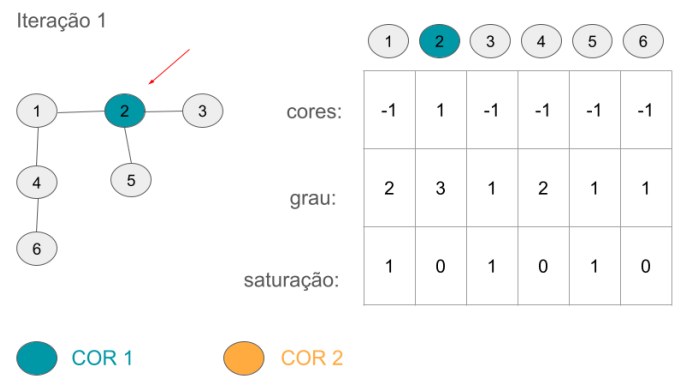 Iteração 1
1 2 3 4 5 6
1 2 3
5
4
6
cores: -1 1 -1 -1 -1 -1
grau: 2 3 1 2 1 1
saturação: 1 0 1 0 1 0
COR 1 COR 2